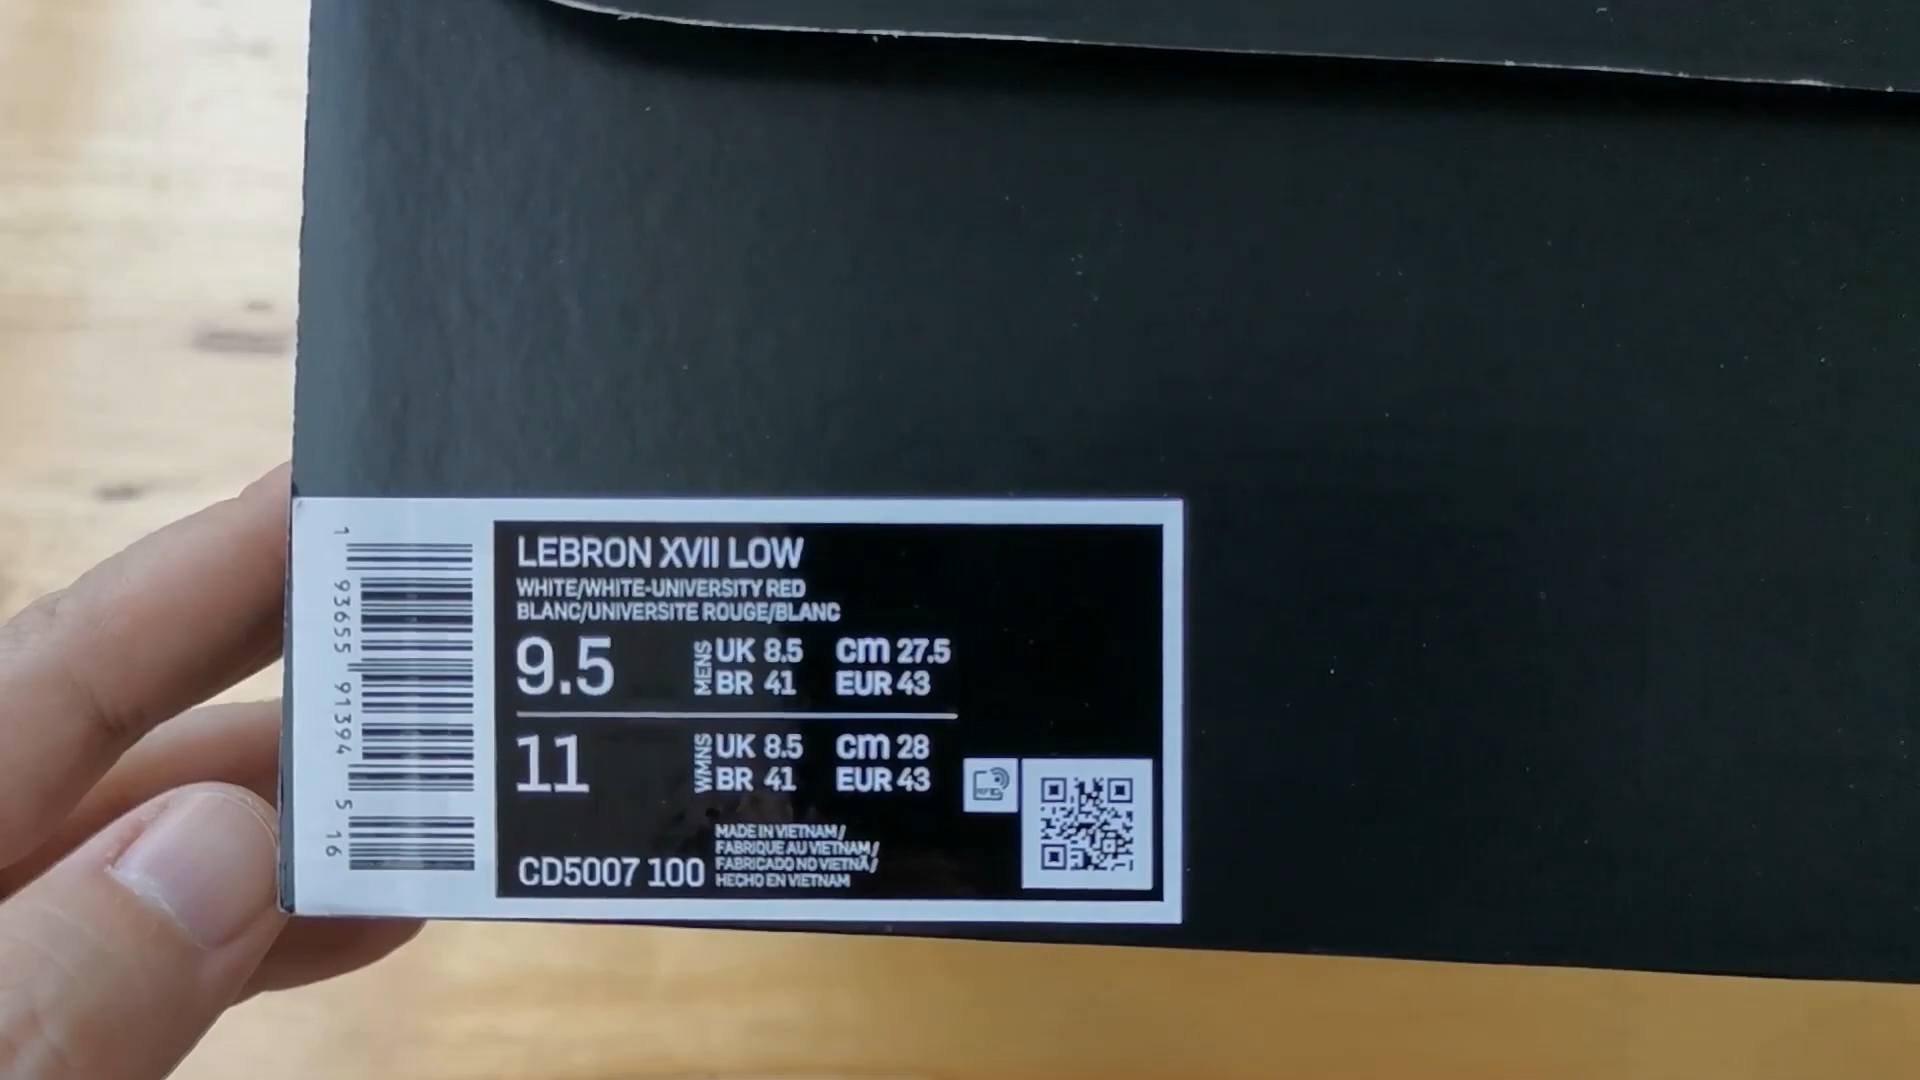 LEBRON XVII LOW
WHITE/WHITE-UNIVERSITY RED
BLANC/UNIVERSITE ROUGE/BLANC
9.5 MENS UK 8.5 cm 27.5
BR 41 EUR 43
11 WMNS UK 8.5 cm 28
BR 41 EUR 43
MADE IN VIETNAM/
FABRIQUE AU VIETNAM/
FABRICADO NO VIETNÃ/
HECHO EN VIETNAM
CD5007 100
1 93655 91394 5 16